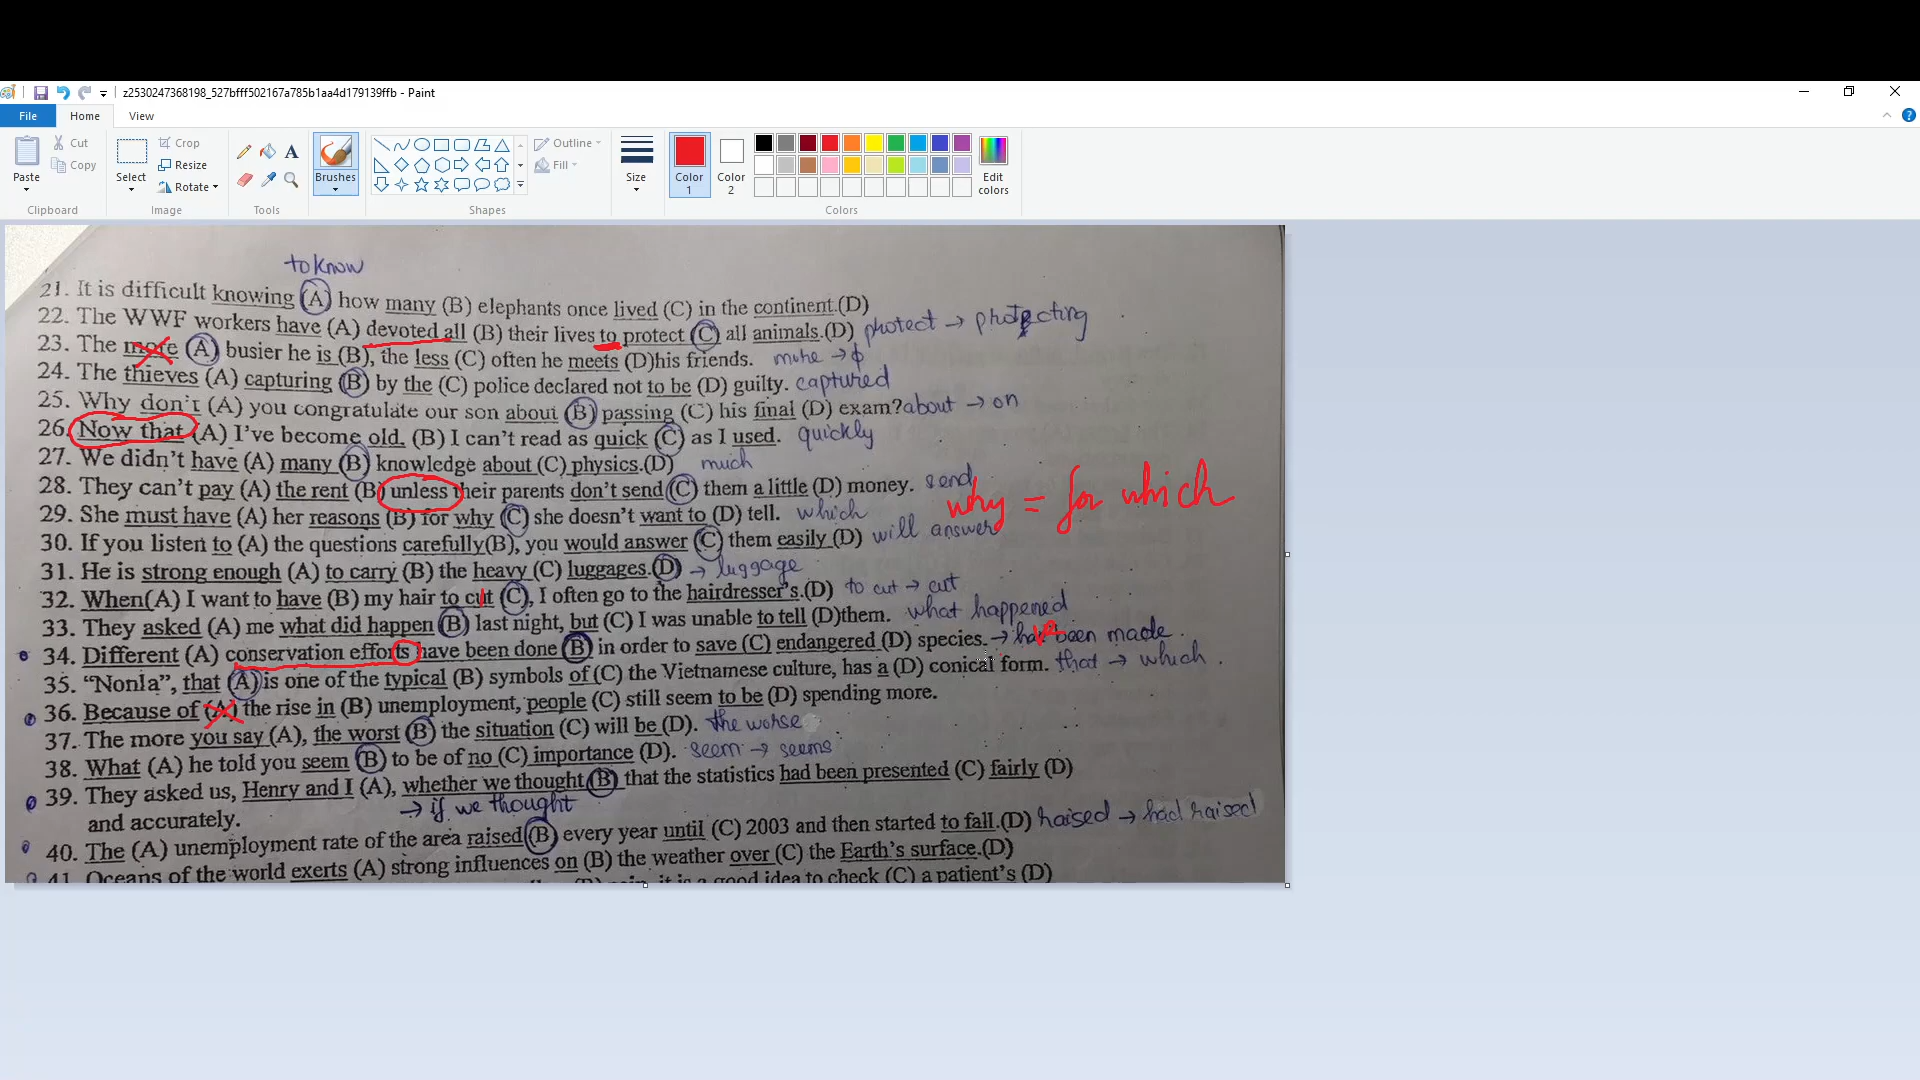 z2530247368198_527bfff502167a785b1aa4d179139ffb - Paint
File Home View
Paste Cut Copy Clipboard
Select Crop Resize Rotate Image
Tools
Brushes
Outline Fill Shapes
Size
Color 1 Color 2 Edit colors Colors
to know
21. It is difficult knowing (A) how many (B) elephants once lived (C) in the continent.(D)
22. The WWF workers have (A) devoted all (B) their lives to protect (C) all animals.(D) protect → protecting
23. The more (A) busier he is (B), the less (C) often he meets (D)his friends. more → ϕ
24. The thieves (A) capturing (B) by the (C) police declared not to be (D) guilty. captured
25. Why don't (A) you congratulate our son about (B) passing (C) his final (D) exam? about → on
26. Now that (A) I've become old. (B) I can't read as quick (C) as I used. quickly
27. We didn't have (A) many (B) knowledge about (C) physics.(D) much
28. They can't pay (A) the rent (B) unless their parents don't send (C) them a little (D) money. send
why = for which
29. She must have (A) her reasons (B) for why (C) she doesn't want to (D) tell. which
30. If you listen to (A) the questions carefully(B), you would answer (C) them easily (D) will answer
31. He is strong enough (A) to carry (B) the heavy (C) luggages.(D) → luggage
32. When(A) I want to have (B) my hair to cut (C), I often go to the hairdresser's.(D) to cut → cut
33. They asked (A) me what did happen (B) last night, but (C) I was unable to tell (D)them. what happened
34. Different (A) conservation efforts have been done (B) in order to save (C) endangered (D) species. → have been made
35. “Nonla”, that (A) is one of the typical (B) symbols of (C) the Vietnamese culture, has a (D) conical form. that → which.
36. Because of (A) the rise in (B) unemployment, people (C) still seem to be (D) spending more.
37. The more you say (A), the worst (B) the situation (C) will be (D). the worse
38. What (A) he told you seem (B) to be of no (C) importance (D). seem → seems
39. They asked us, Henry and I (A), whether we thought (B) that the statistics had been presented (C) fairly (D)
and accurately. → if we thought
40. The (A) unemployment rate of the area raised (B) every year until (C) 2003 and then started to fall.(D) raised → had raised
41. Oceans of the world exerts (A) strong influences on (B) the weather over (C) the Earth's surface.(D)
it is a good idea to check (C) a patient's (D)